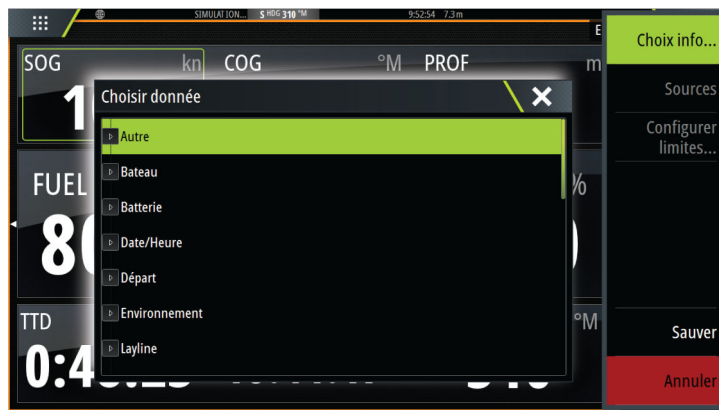 SIMULATION... S HDG 310 °M 9:52:54 7.3 m
E
SOG kn COG °M PROF m
Choisir donnée
Autre
Bateau
Batterie
Date/Heure
Départ
Environnement
Layline
FUEL %
TTD °M
Choix info...
Sources
Configurer
limites...
Sauver
Annuler